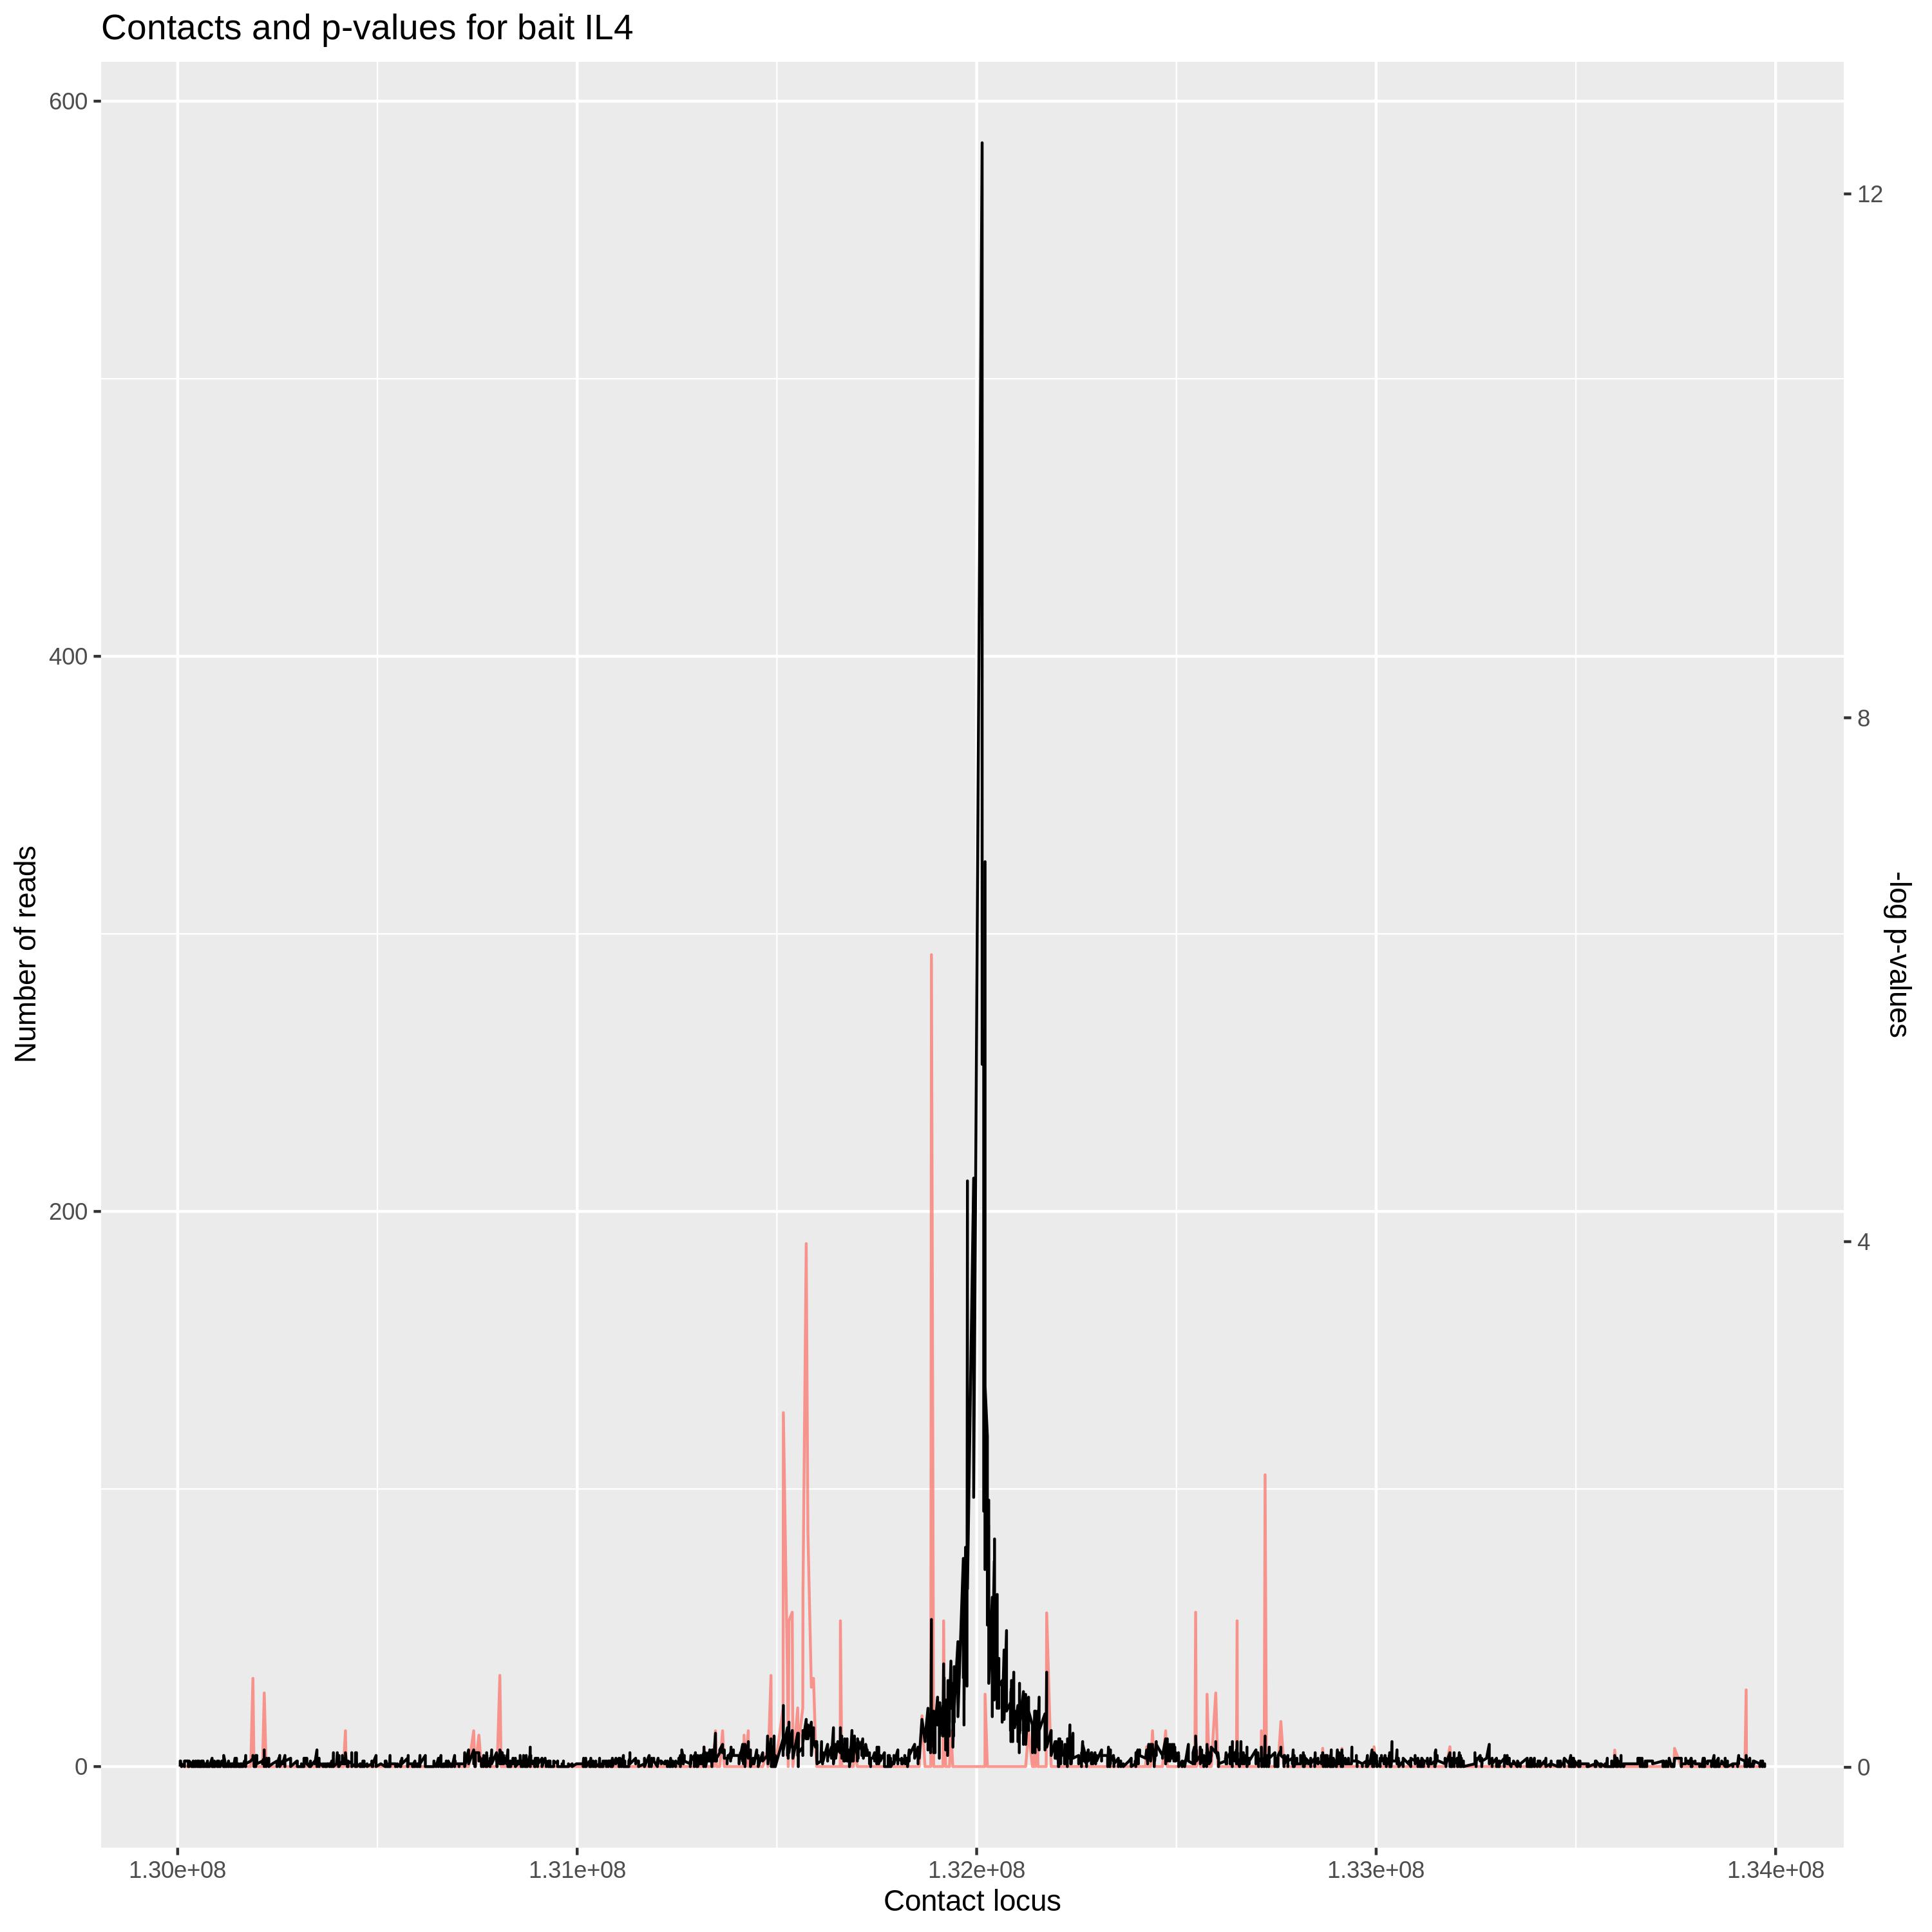 Contacts and p-values for bait IL4
600
400
200
0
12
8
4
0
Number of reads
-log p-values
1.30e+08 1.31e+08 1.32e+08 1.33e+08 1.34e+08
Contact locus